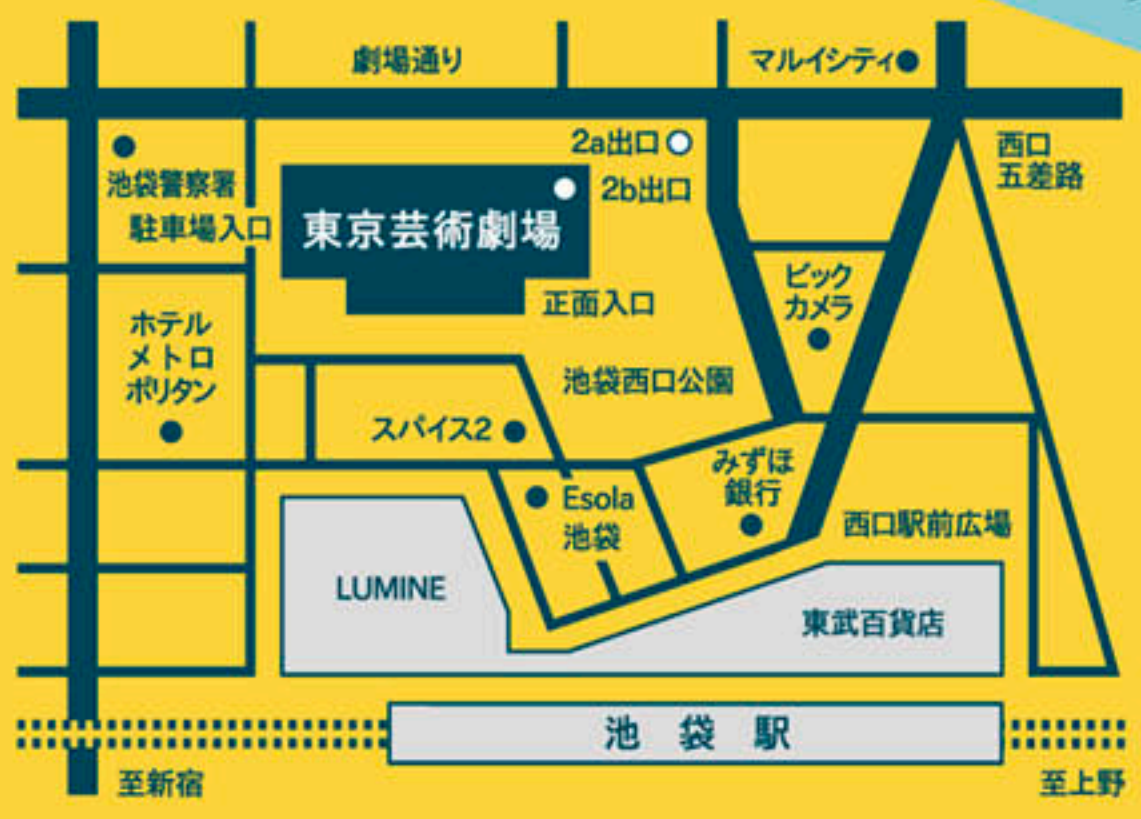 劇場通り
マルイシティ
2a出口
西口
五差路
池袋警察署
2b出口
駐車場入口
東京芸術劇場
ビック
カメラ
正面入口
ホテル
メトロ
ポリタン
池袋西口公園
スパイス2
みずほ
銀行
Esola
池袋
西口駅前広場
LUMINE
東武百貨店
池袋駅
至新宿
至上野